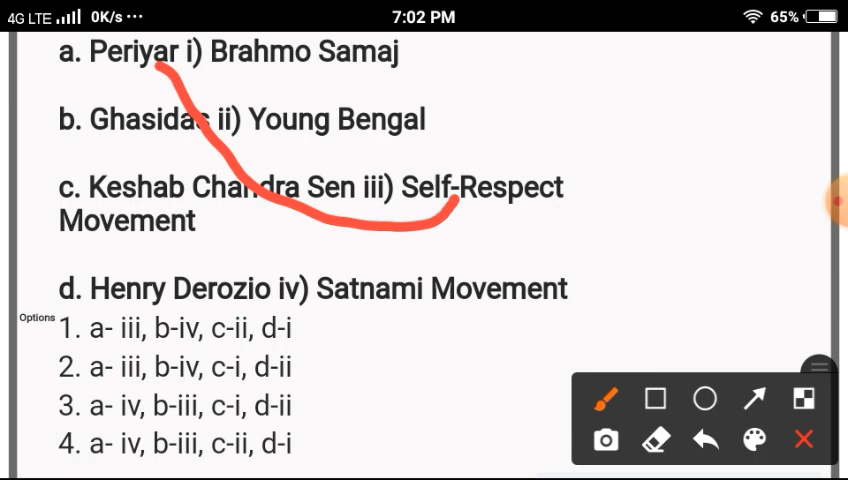 4G LTE 0K/s ... 7:02 PM 65%
a. Periyar i) Brahmo Samaj
b. Ghasidas ii) Young Bengal
c. Keshab Chandra Sen iii) Self-Respect
Movement
d. Henry Derozio iv) Satnami Movement
Options
1. a- iii, b-iv, c-ii, d-i
2. a- iii, b-iv, c-i, d-ii
3. a- iv, b-iii, c-i, d-ii
4. a- iv, b-iii, c-ii, d-i